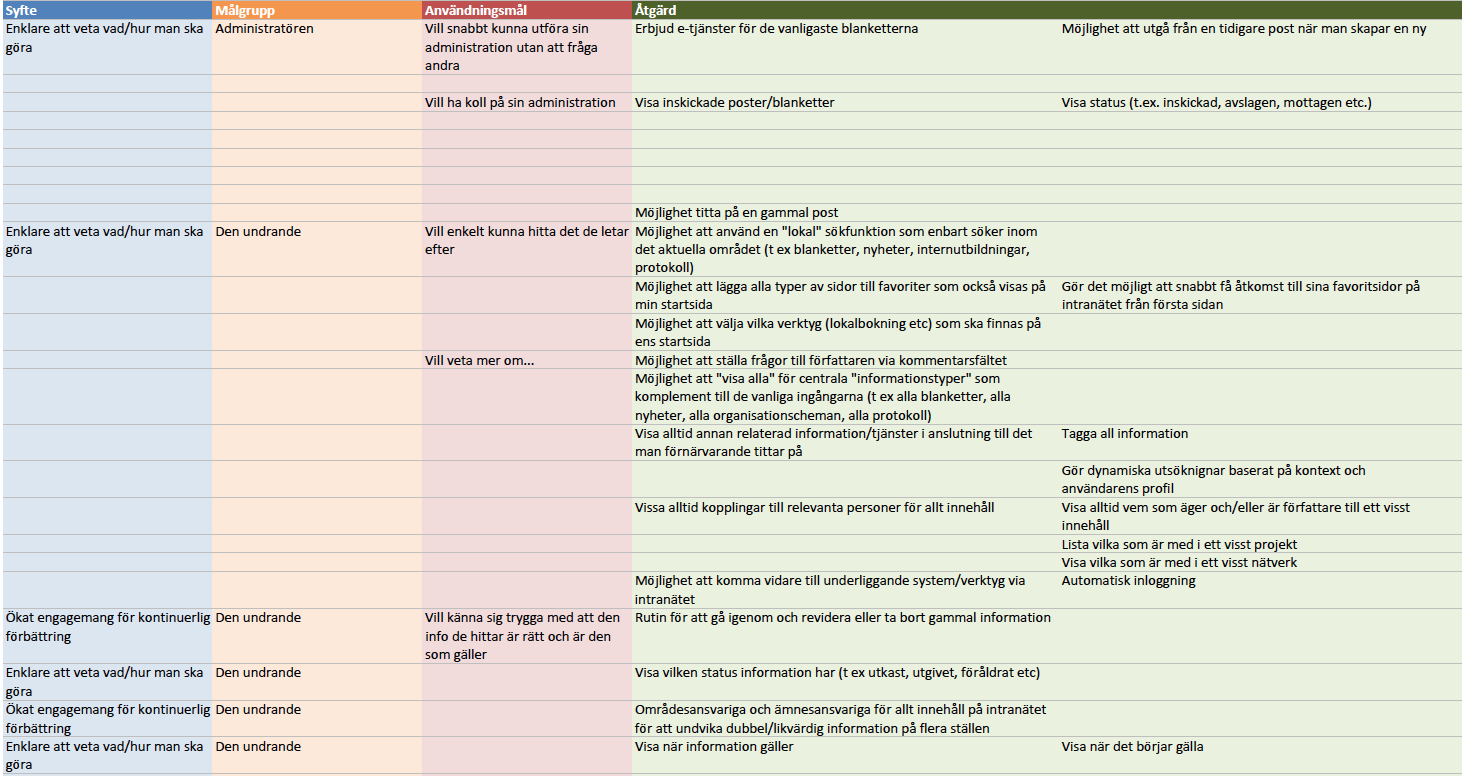 Syfte Målgrupp Användningsmål Åtgärd
Enklare att veta vad/hur man ska Administratören Vill snabbt kunna utföra sin Erbjud e-tjänster för de vanligaste blanketterna Möjlighet att utgå från en tidigare post när man skapar en ny
göra administration utan att fråga
andra
Vill ha koll på sin administration Visa inskickade poster/blanketter Visa status (t.ex. inskickad, avslagen, mottagen etc.)
Möjlighet titta på en gammal post
Enklare att veta vad/hur man ska Den undrande Vill enkelt kunna hitta det de letar Möjlighet att använd en "lokal" sökfunktion som enbart söker inom
göra efter det aktuella området (t ex blanketter, nyheter, internutbildningar,
protokoll)
Möjlighet att lägga alla typer av sidor till favoriter som också visas på Gör det möjligt att snabbt få åtkomst till sina favoritsidor på
min startsida intranätet från första sidan
Möjlighet att välja vilka verktyg (lokalbokning etc) som ska finnas på
ens startsida
Vill veta mer om... Möjlighet att ställa frågor till författaren via kommentarsfältet
Möjlighet att "visa alla" för centrala "informationstyper" som
komplement till de vanliga ingångarna (t ex alla blanketter, alla
nyheter, alla organisationscheman, alla protokoll)
Visa alltid annan relaterad information/tjänster i anslutning till det Tagga all information
man förnärvarande tittar på
Gör dynamiska utsöknignar baserat på kontext och
användarens profil
Vissa alltid kopplingar till relevanta personer för allt innehåll Visa alltid vem som äger och/eller är författare till ett visst
innehåll
Lista vilka som är med i ett visst projekt
Visa vilka som är med i ett visst nätverk
Möjlighet att komma vidare till underliggande system/verktyg via Automatisk inloggning
intranätet
Ökat engagemang för kontinuerlig Den undrande Vill känna sig trygga med att den Rutin för att gå igenom och revidera eller ta bort gammal information
förbättring info de hittar är rätt och är den
som gäller
Enklare att veta vad/hur man ska Den undrande Visa vilken status information har (t ex utkast, utgivet, föråldrat etc)
göra
Ökat engagemang för kontinuerlig Den undrande Områdesansvariga och ämnesansvariga för allt innehåll på intranätet
förbättring för att undvika dubbel/likvärdig information på flera ställen
Enklare att veta vad/hur man ska Den undrande Visa när information gäller Visa när det börjar gälla
göra